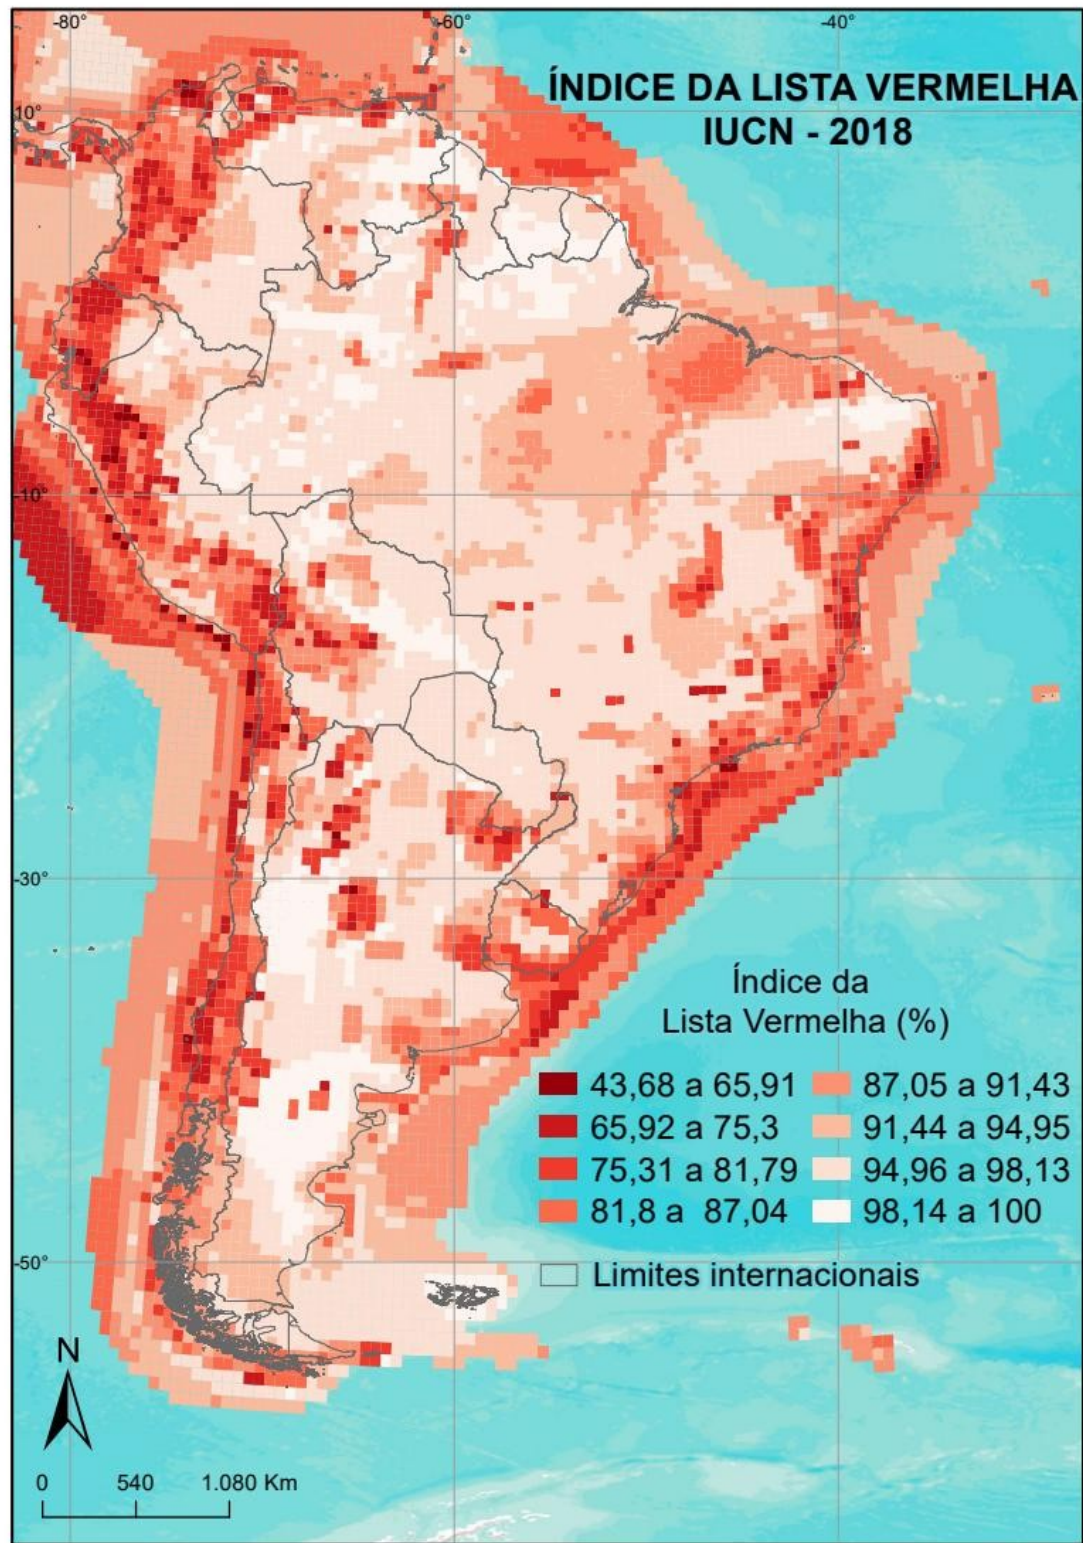 -80°
-60°
-40°
ÍNDICE DA LISTA VERMELHA
IUCN - 2018
10°
-10°
-30°
Índice da
Lista Vermelha (%)
43,68 a 65,91
87,05 a 91,43
65,92 a 75,3
91,44 a 94,95
75,31 a 81,79
94,96 a 98,13
81,8 a 87,04
98,14 a 100
-50°
Limites internacionais
N
0 540 1.080 Km